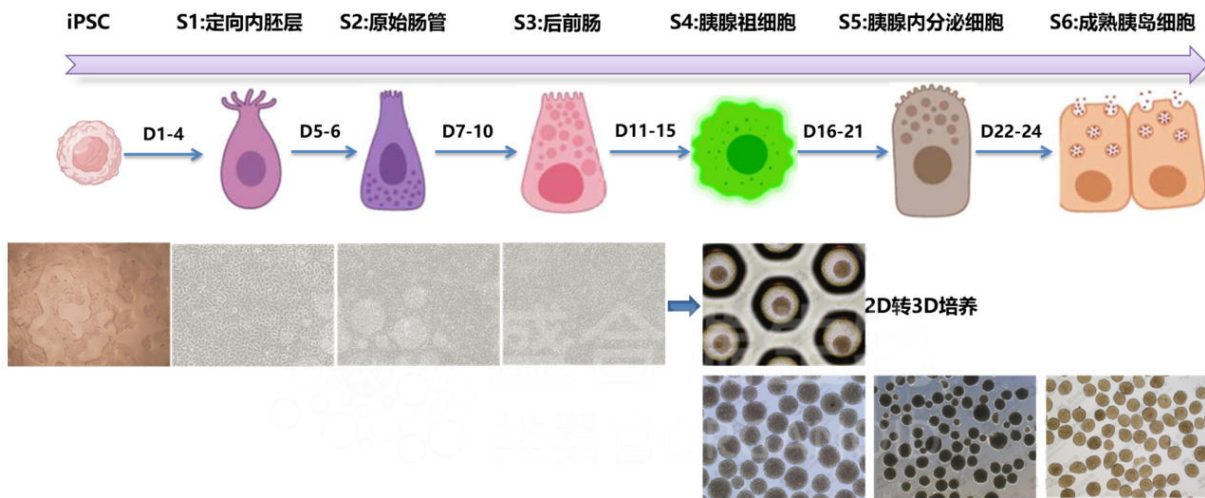 iPSC S1:定向内胚层 S2:原始肠管 S3:后前肠 S4:胰腺祖细胞 S5:胰腺内分泌细胞 S6:成熟胰岛细胞
D1-4 D5-6 D7-10 D11-15 D16-21 D22-24
2D转3D培养